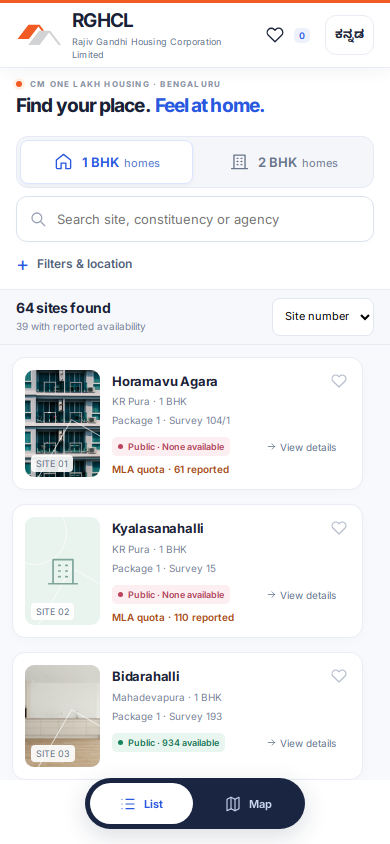 RGHCL
Rajiv Gandhi Housing Corporation
Limited
0
ಕನ್ನಡ
CM ONE LAKH HOUSING · BENGALURU
Find your place. Feel at home.
1 BHK homes
2 BHK homes
Search site, constituency or agency
+ Filters & location
64 sites found
39 with reported availability
Site number
Horamavu Agara
KR Pura · 1 BHK
Package 1 · Survey 104/1
Public · None available
→ View details
MLA quota · 61 reported
SITE 01
Kyalasanahalli
KR Pura · 1 BHK
Package 1 · Survey 15
Public · None available
→ View details
MLA quota · 110 reported
SITE 02
Bidarahalli
Mahadevapura · 1 BHK
Package 1 · Survey 193
Public · 934 available
→ View details
SITE 03
List
Map